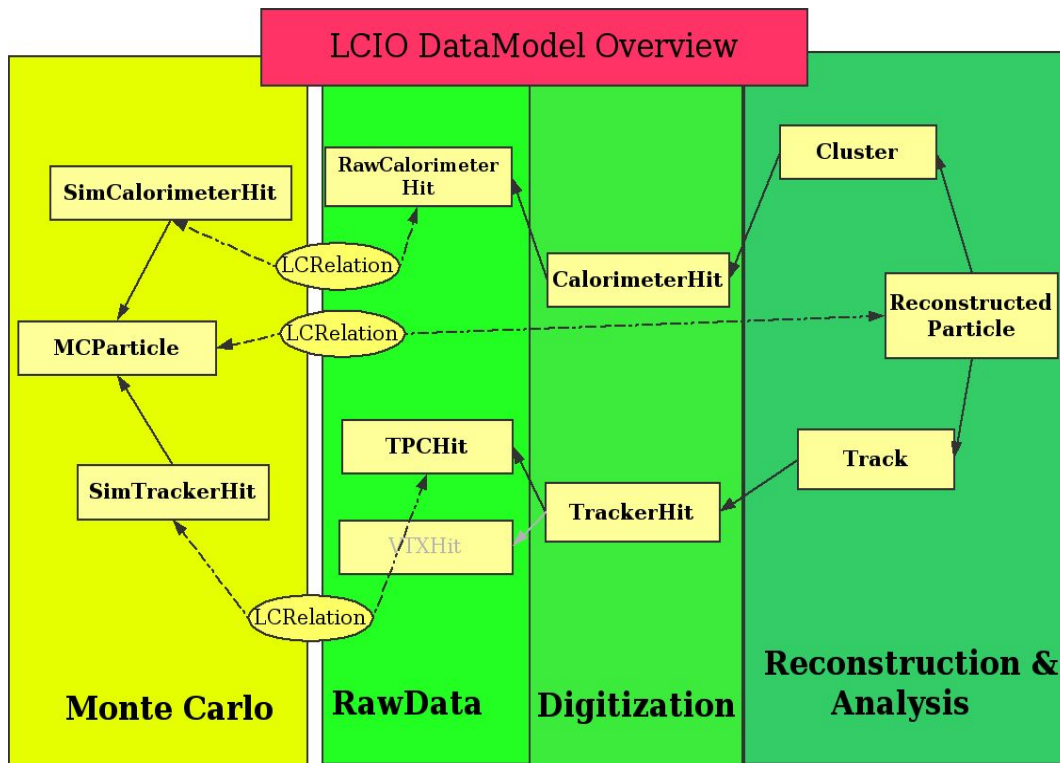 LCIO DataModel Overview
SimCalorimeterHit
MCParticle
SimTrackerHit
LCRelation
LCRelation
LCRelation
Monte Carlo
RawCalorimeter
Hit
TPCHit
VTXHit
RawData
CalorimeterHit
TrackerHit
Digitization
Cluster
Reconstructed
Particle
Track
Reconstruction &
Analysis